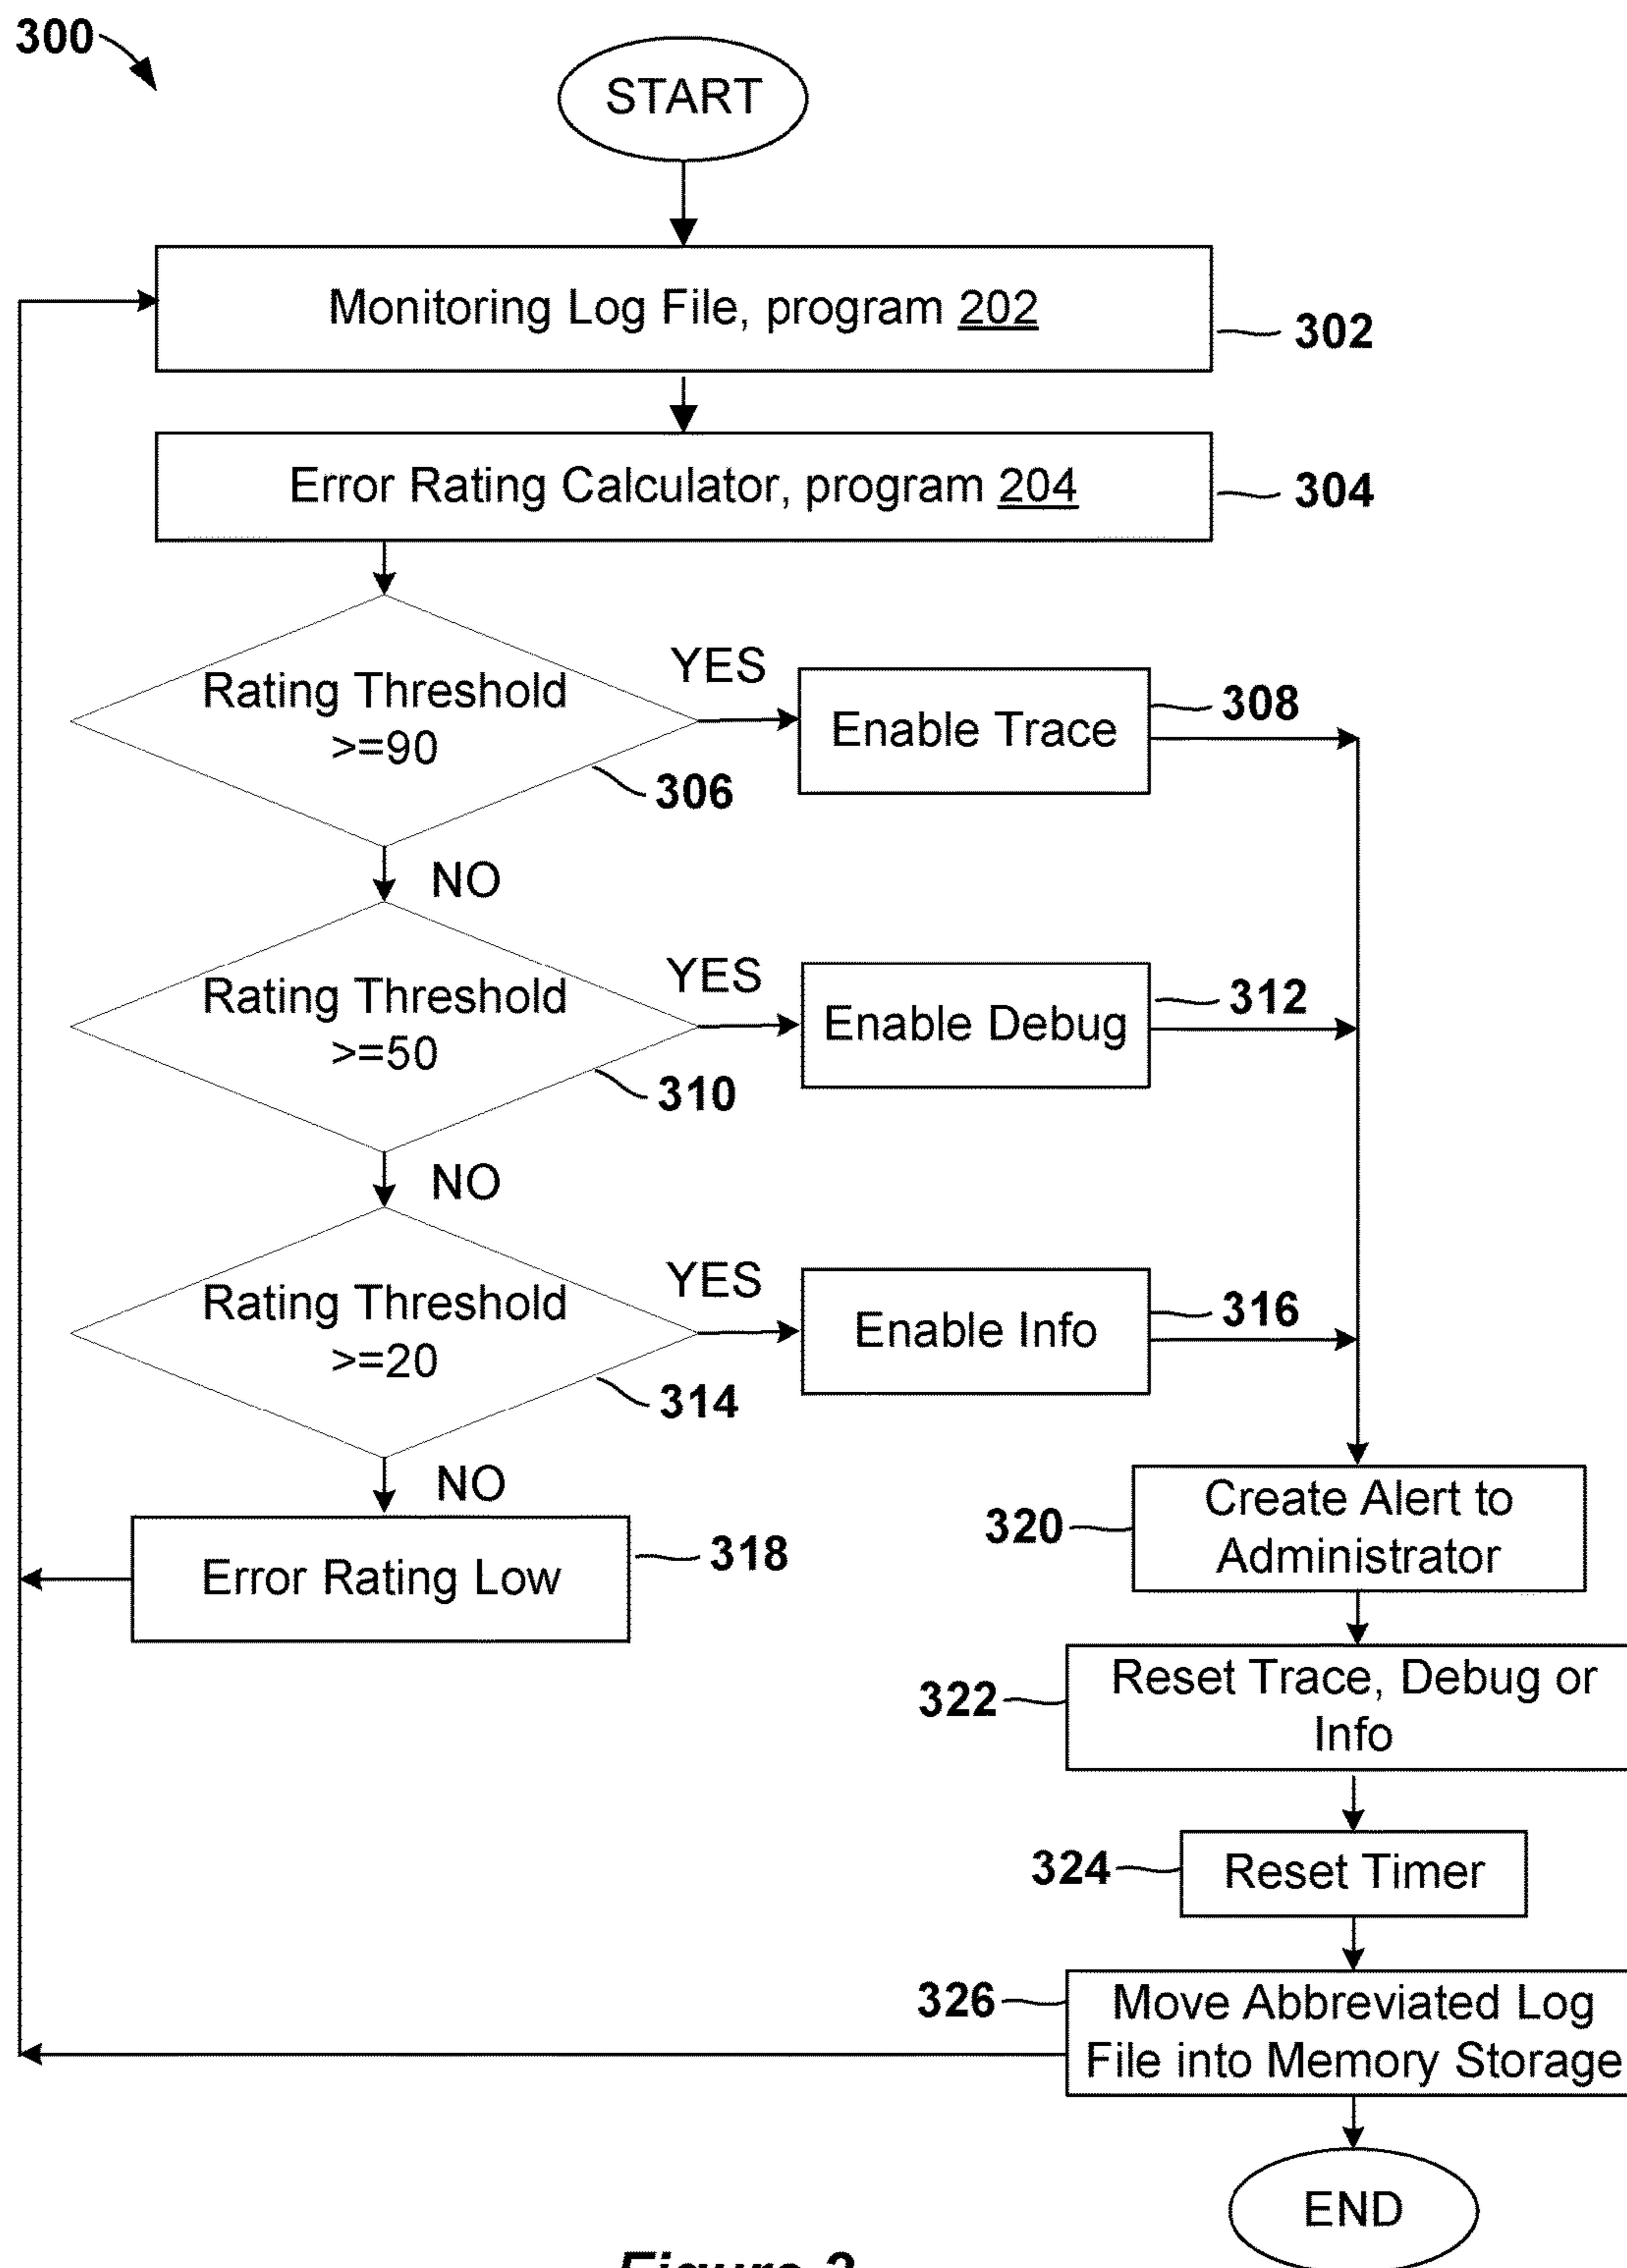 300
START
Monitoring Log File, program 202
302
Error Rating Calculator, program 204
304
Rating Threshold
>=90
306
YES
Enable Trace
308
NO
Rating Threshold
>=50
310
YES
Enable Debug
312
NO
Rating Threshold
>=20
314
YES
Enable Info
316
NO
Error Rating Low
318
320
Create Alert to
Administrator
322
Reset Trace, Debug or
Info
324
Reset Timer
326
Move Abbreviated Log
File into Memory Storage
END
Figure